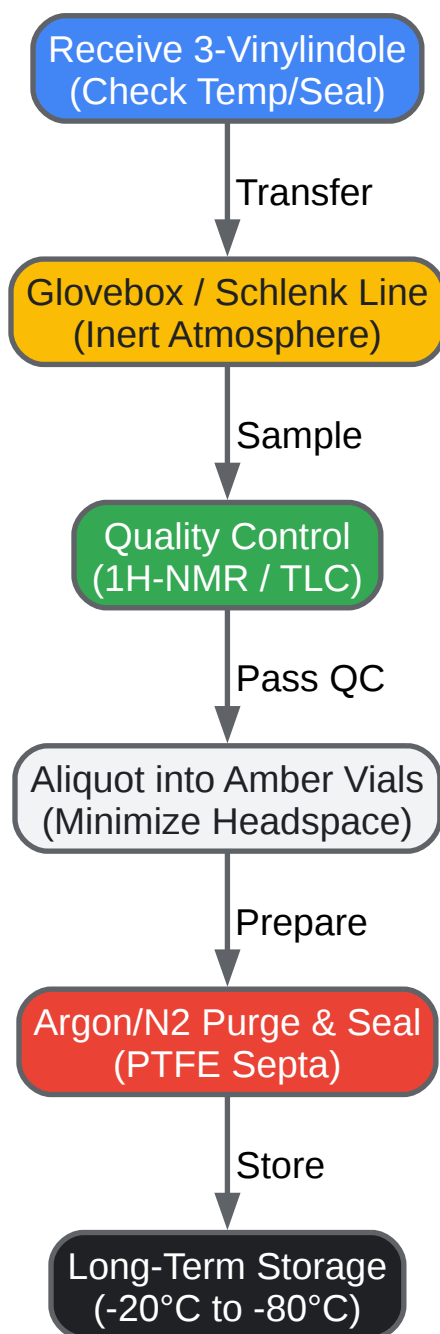 Receive 3-Vinylindole
(Check Temp/Seal)
Transfer
Glovebox / Schlenk Line
(Inert Atmosphere)
Sample
Quality Control
(1H-NMR / TLC)
Pass QC
Aliquot into Amber Vials
(Minimize Headspace)
Prepare
Argon/N2 Purge & Seal
(PTFE Septa)
Store
Long-Term Storage
(-20°C to -80°C)